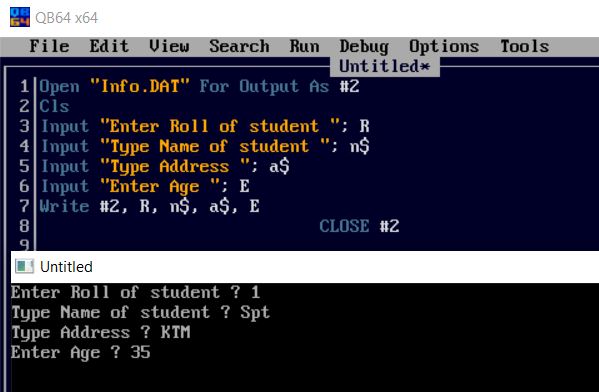 QB64 x64
File Edit View Search Run Debug Options Tools
Untitled*
1 Open "Info.DAT" For Output As #2
2 Cls
3 Input "Enter Roll of student "; R
4 Input "Type Name of student "; n$
5 Input "Type Address "; a$
6 Input "Enter Age "; E
7 Write #2, R, n$, a$, E
8 CLOSE #2
9
Untitled
Enter Roll of student ? 1
Type Name of student ? Spt
Type Address ? KTM
Enter Age ? 35